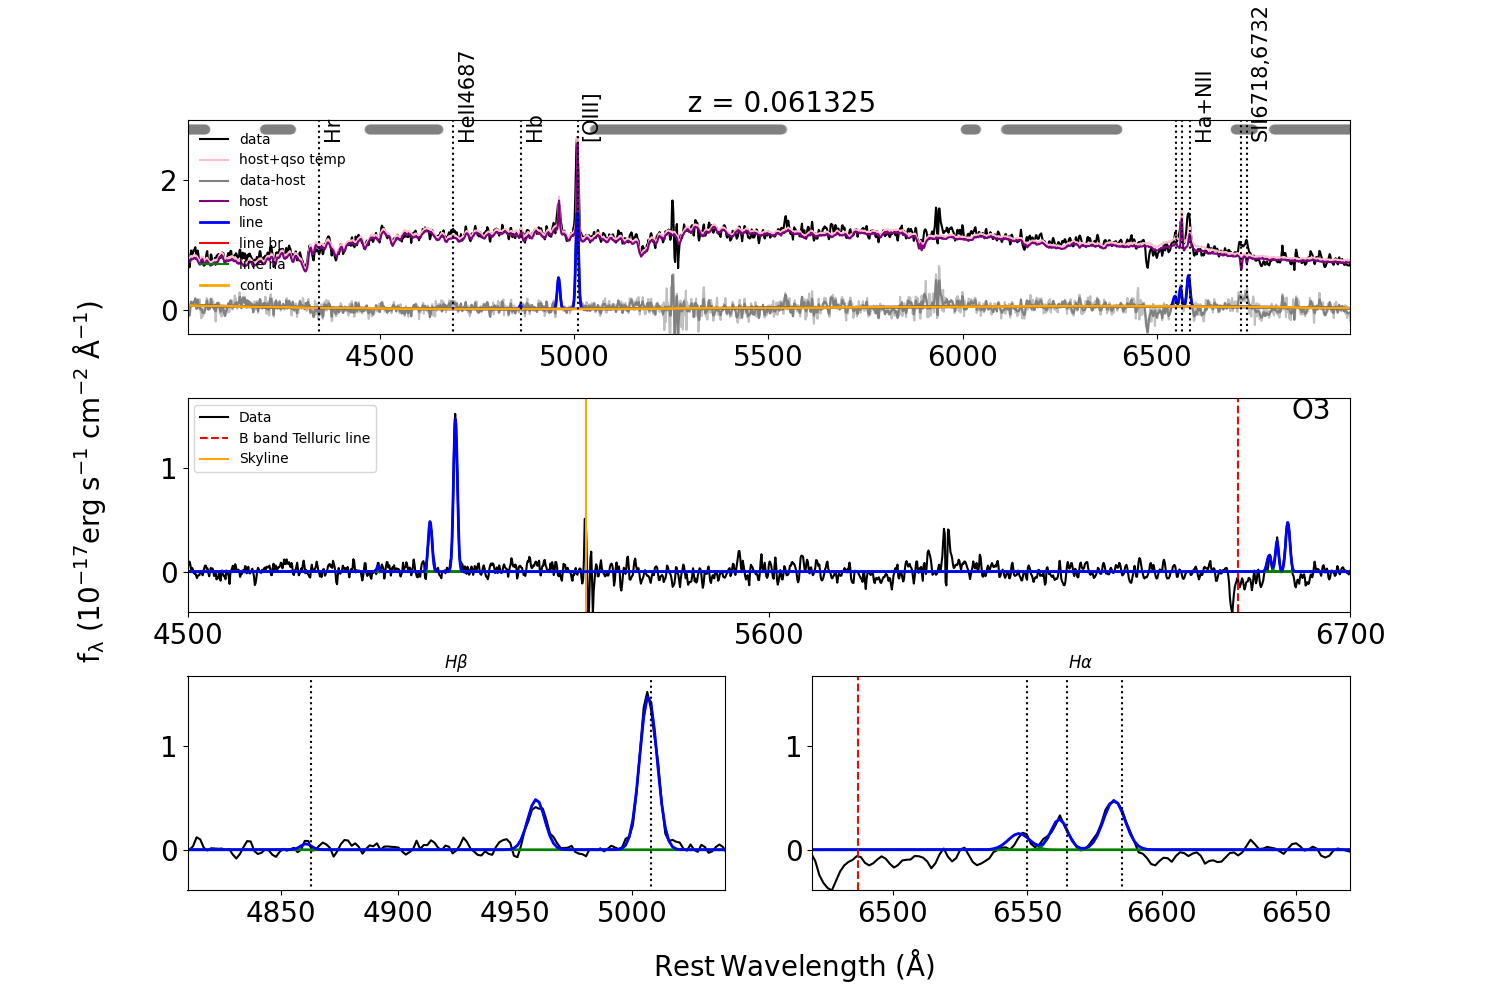 z = 0.061325
Hr
HeII4687
Hb
[OIII]
Ha+NII
SII6718,6732
data
host+qso temp
data-host
host
line
line br
line na
conti
2
0
4500
5000
5500
6000
6500
fλ (10⁻¹⁷erg s⁻¹ cm⁻² Å⁻¹)
O3
Data
B band Telluric line
Skyline
1
0
4500
5600
6700
Hβ
1
0
4850
4900
4950
5000
Hα
1
0
6500
6550
6600
6650
Rest Wavelength (Å)